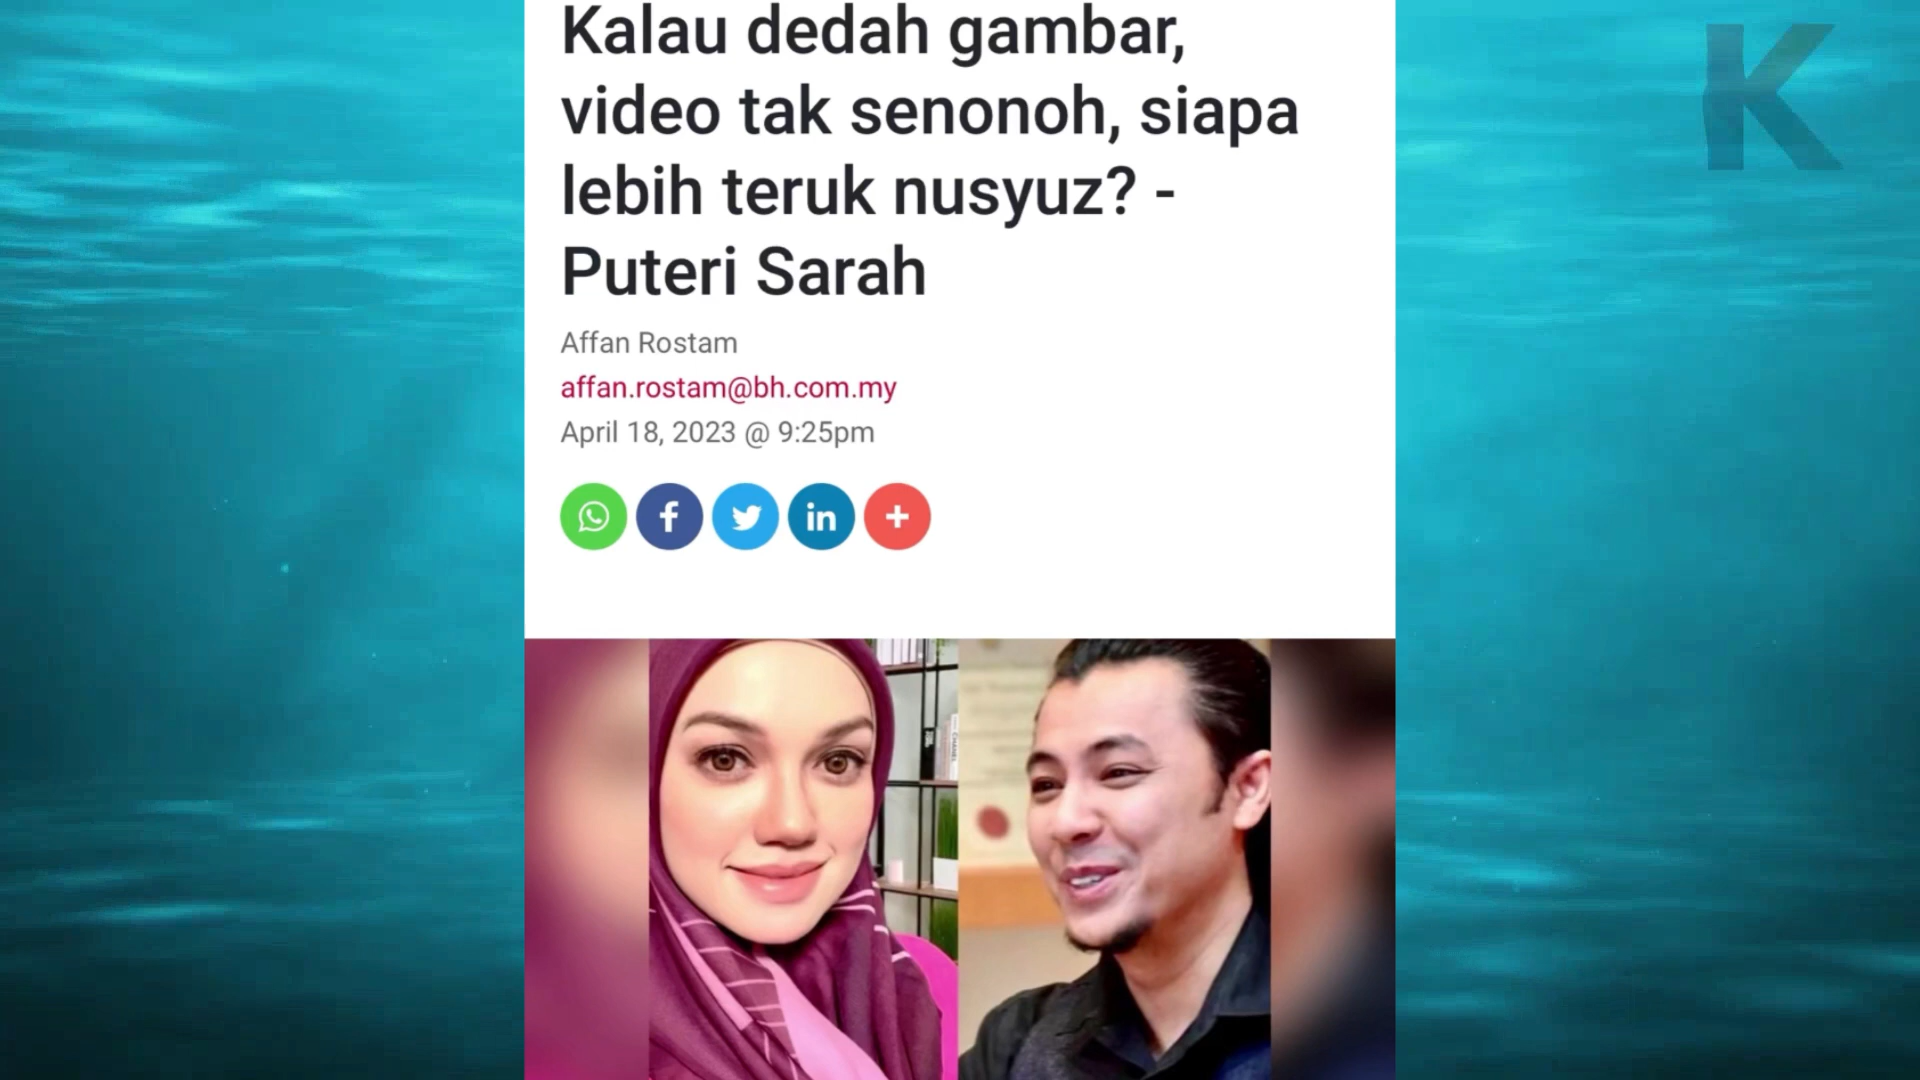 Kalau dedah gambar,
video tak senonoh, siapa
lebih teruk nusyuz? -
Puteri Sarah
Affan Rostam
affan.rostam@bh.com.my
April 18, 2023 @ 9:25pm
K